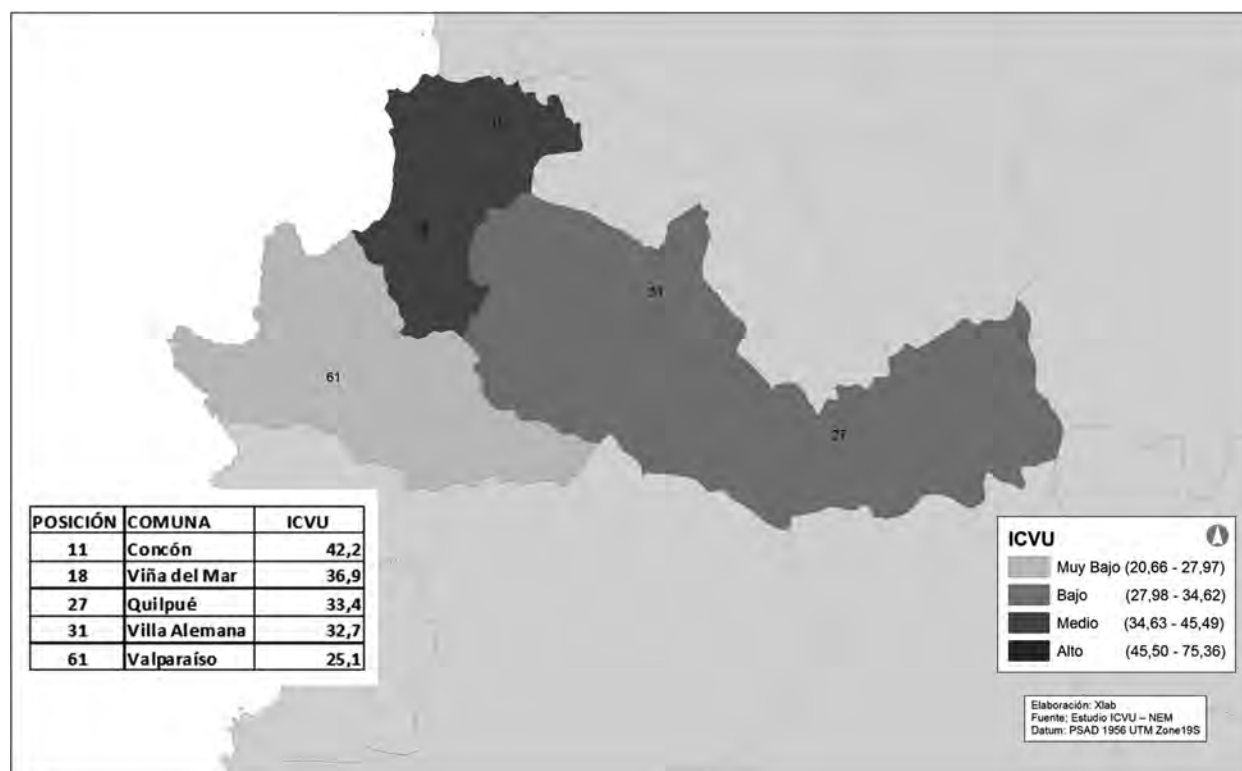 61
27
POSICIÓN COMUNA ICVU
11 Concón 42,2
18 Viña del Mar 36,9
27 Quilpué 33,4
31 Villa Alemana 32,7
61 Valparaíso 25,1
ICVU
Muy Bajo (20,66 - 27,97)
Bajo (27,98 - 34,62)
Medio (34,63 - 45,49)
Alto (45,50 - 75,36)
Elaboración: Xlab
Fuente: Estudio ICVU – NEM
Datum: PSAD 1956 UTM Zone19S